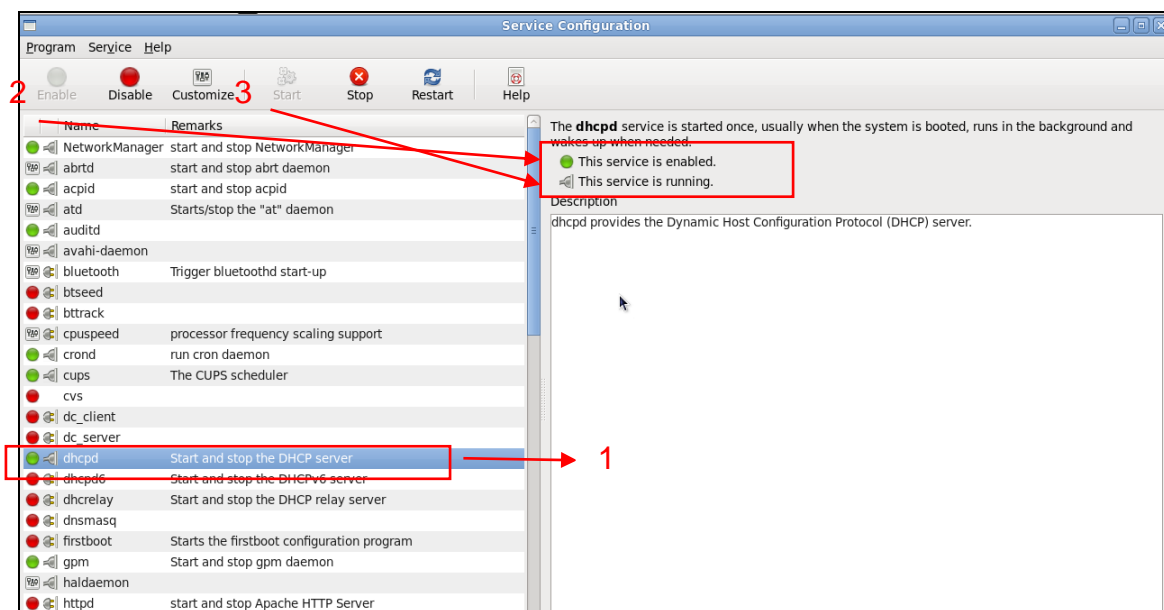 Service Configuration
Program Service Help
2 Enable Disable Customize 3 Start Stop Restart Help
Name Remarks
NetworkManager start and stop NetworkManager
abrtd start and stop abrt daemon
acpid start and stop acpid
atd Starts/stop the "at" daemon
auditd
avahi-daemon
bluetooth Trigger bluetoothd start-up
btseed
bttrack
cpuspeed processor frequency scaling support
crond run cron daemon
cups The CUPS scheduler
cvs
dc_client
dc_server
dhcpd Start and stop the DHCP server
1
dhcpd6 Start and stop the DHCPv6 server
dhcrelay Start and stop the DHCP relay server
dnsmasq
firstboot Starts the firstboot configuration program
gpm Start and stop gpm daemon
haldaemon
httpd start and stop Apache HTTP Server
The dhcpd service is started once, usually when the system is booted, runs in the background and
wakes up when needed.
This service is enabled.
This service is running.
Description
dhcpd provides the Dynamic Host Configuration Protocol (DHCP) server.